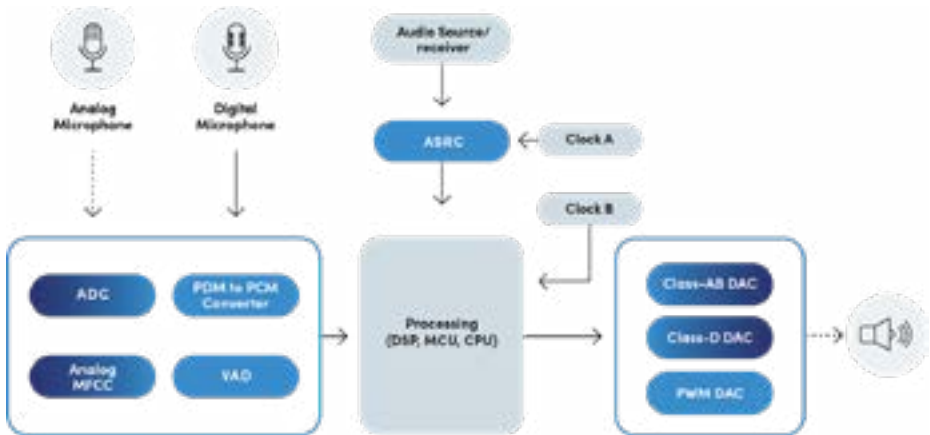 Audio Source/
receiver
Analog
Microphone
Digital
Microphone
ASRC
Clock A
Clock B
ADC
PDM to PCM
Converter
Analog
MFCC
VAD
Processing
(DSP, MCU, CPU)
Class-AB DAC
Class-D DAC
PWM DAC